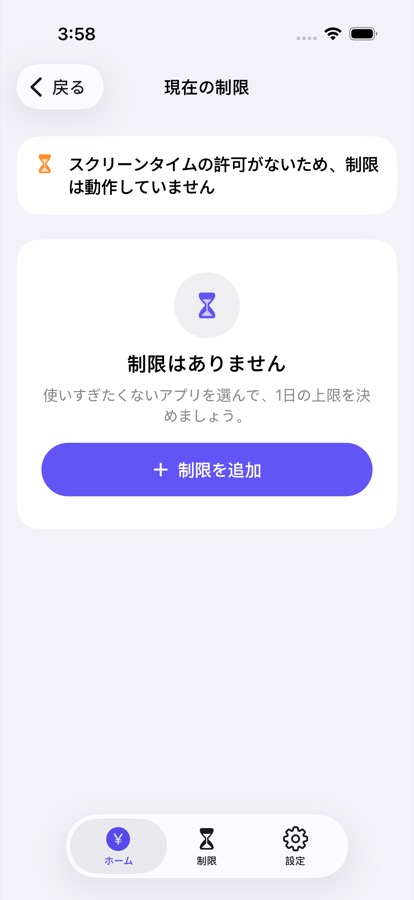 3:58
戻る
現在の制限
スクリーンタイムの許可がないため、制限
は動作していません
制限はありません
使いすぎたくないアプリを選んで、1日の上限を決
めましょう。
+ 制限を追加
¥
ホーム
制限
設定